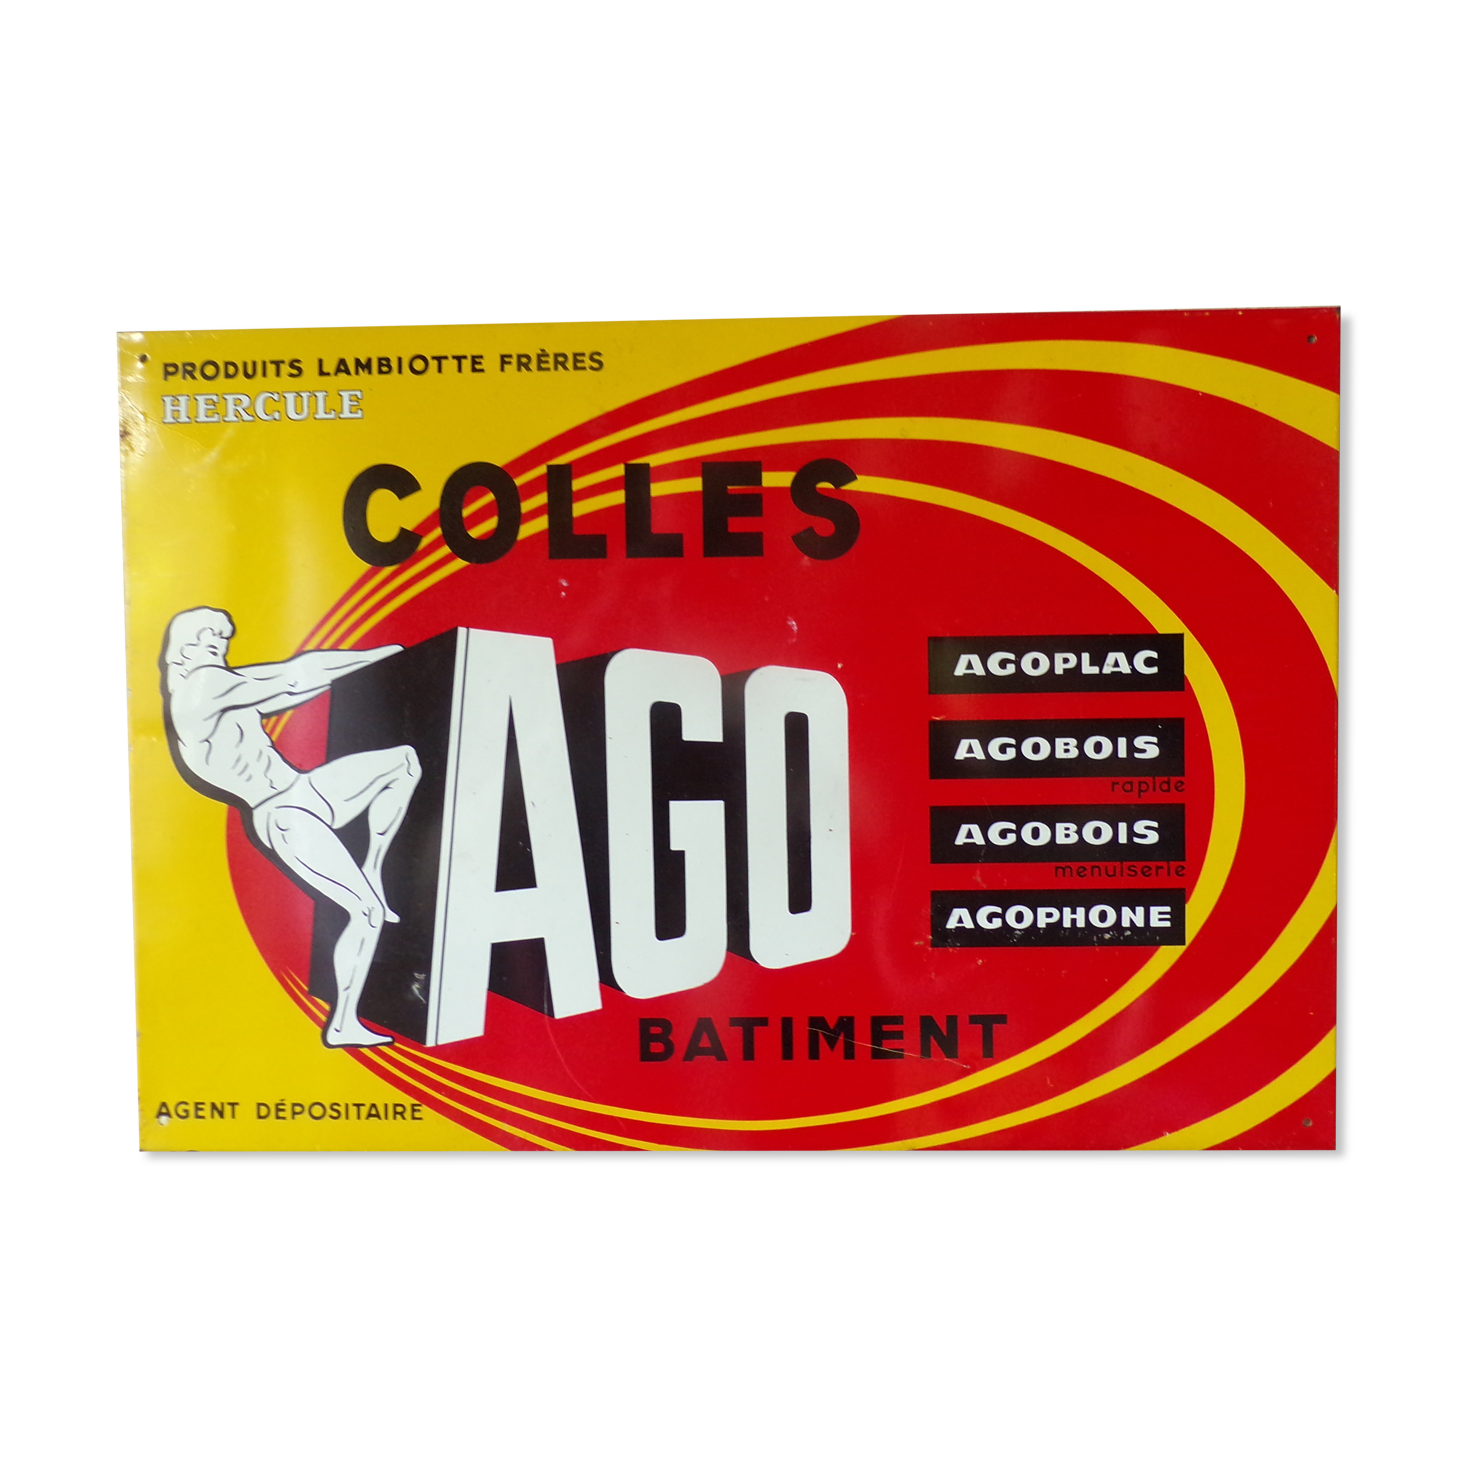 PRODUITS LAMBIOTTE FRÈRES
HERCULE
COLLES
AGO
BATIMENT
AGOPLAC
AGOBOIS
rapide
AGOBOIS
menuiserie
AGOPHONE
AGENT DÉPOSITAIRE